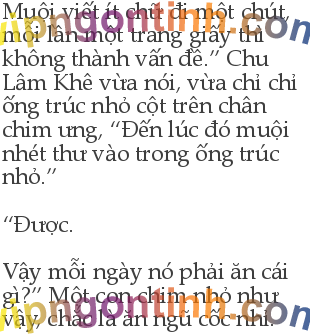 Muội viết ít chữ đi một chút,
mỗi lần một trang giấy thì
không thành vấn đề.” Chu
Lâm Khê vừa nói, vừa chỉ chỉ
ống trúc nhỏ cột trên chân
chim ưng, “Đến lúc đó muội
nhét thư vào trong ống trúc
nhỏ.”
“Được.
Vậy mỗi ngày nó phải ăn cái
gì?” Một con chim nhỏ như
vậy, chắc là ăn ngũ cốc nhỉ.
vipngontinh.com
vipngontinh.com